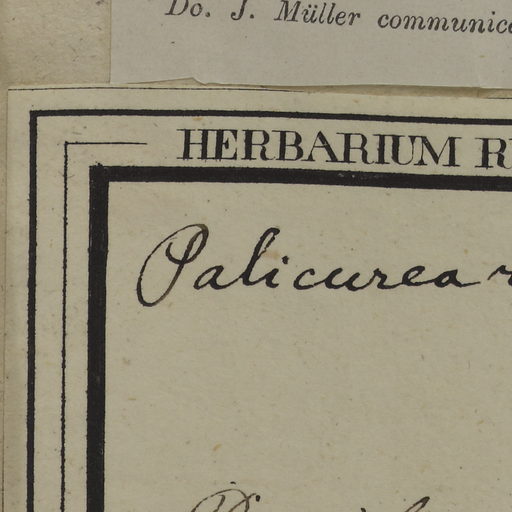 Do. J. Müller communic
HERBARIUM R
Palicurea